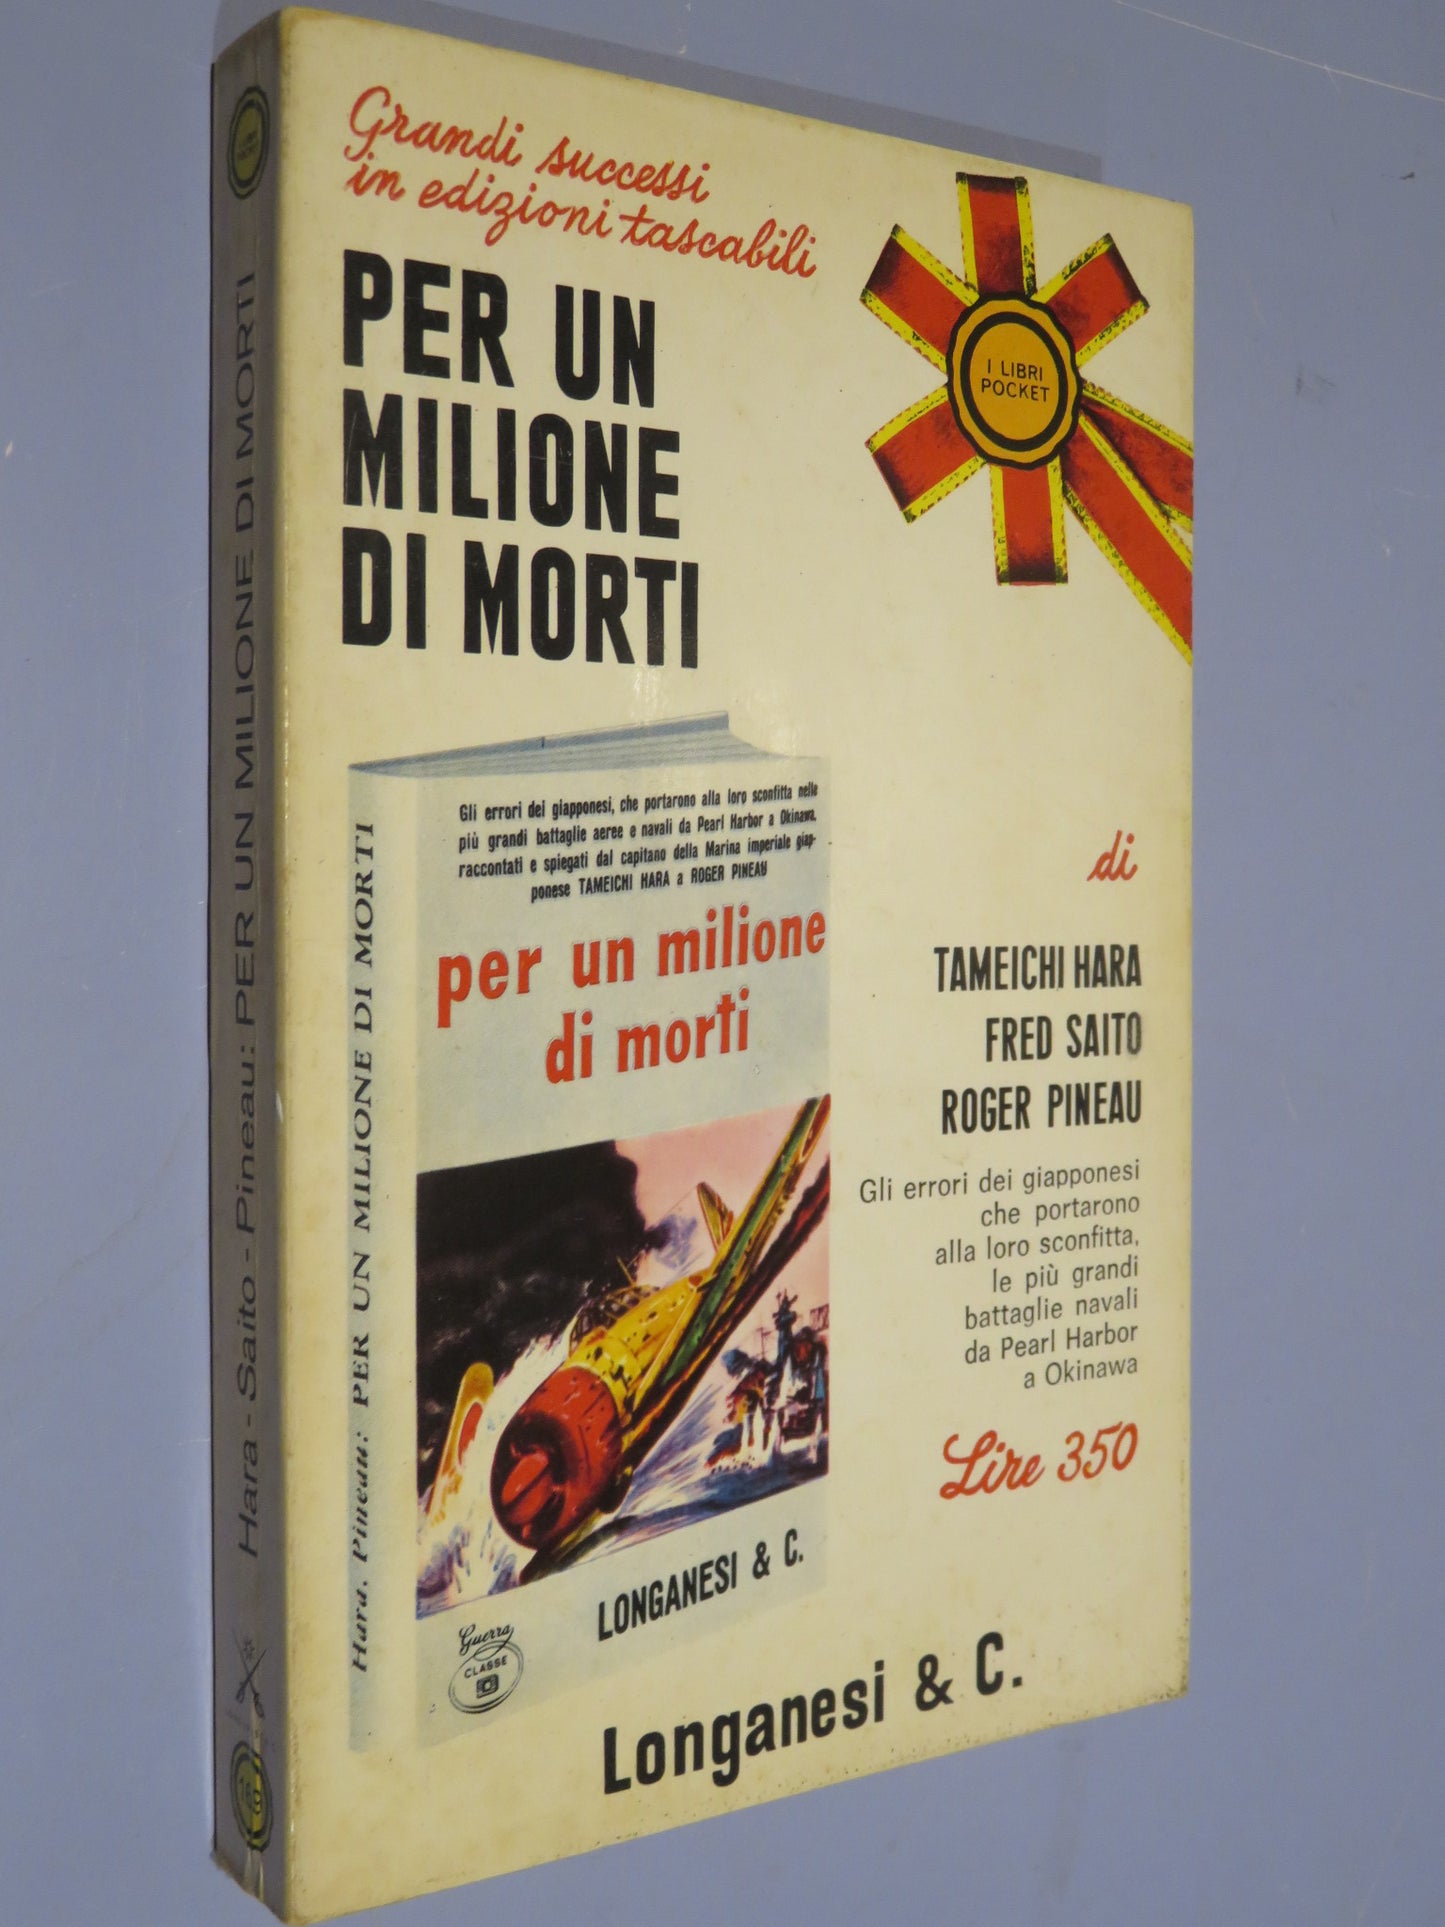 Grandi successi
in edizioni tascabili
PER UN
MILIONE
DI MORTI
I LIBRI
POCKET
di
TAMEICHI HARA
FRED SAITO
ROGER PINEAU
Gli errori dei giapponesi
che portarono
alla loro sconfitta,
le più grandi
battaglie navali
da Pearl Harbor
a Okinawa
Lire 350
Longanesi & C.
Gli errori dei giapponesi, che portarono alla loro sconfitta nelle
più grandi battaglie aeree e navali da Pearl Harbor a Okinawa,
raccontati e spiegati dal capitano della Marina imperiale giap-
ponese TAMEICHI HARA a ROGER PINEAU
per un milione
di morti
LONGANESI & C.
Guerra
CLASSE
Hara, Pineau: PER UN MILIONE DI MORTI
I LIBRI
POCKET
Hara - Saito - Pineau: PER UN MILIONE DI MORTI